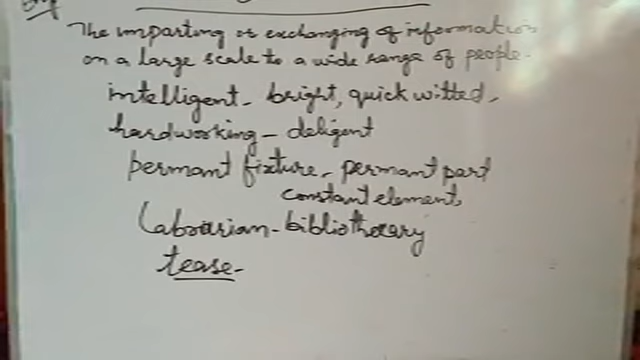 The imparting or exchanging of information
on a large scale to a wide range of people.
intelligent - bright, quick witted,
hardworking - deligent
permant fixture - permant part
constant element,
Labrarian - bibliothecary
tease -